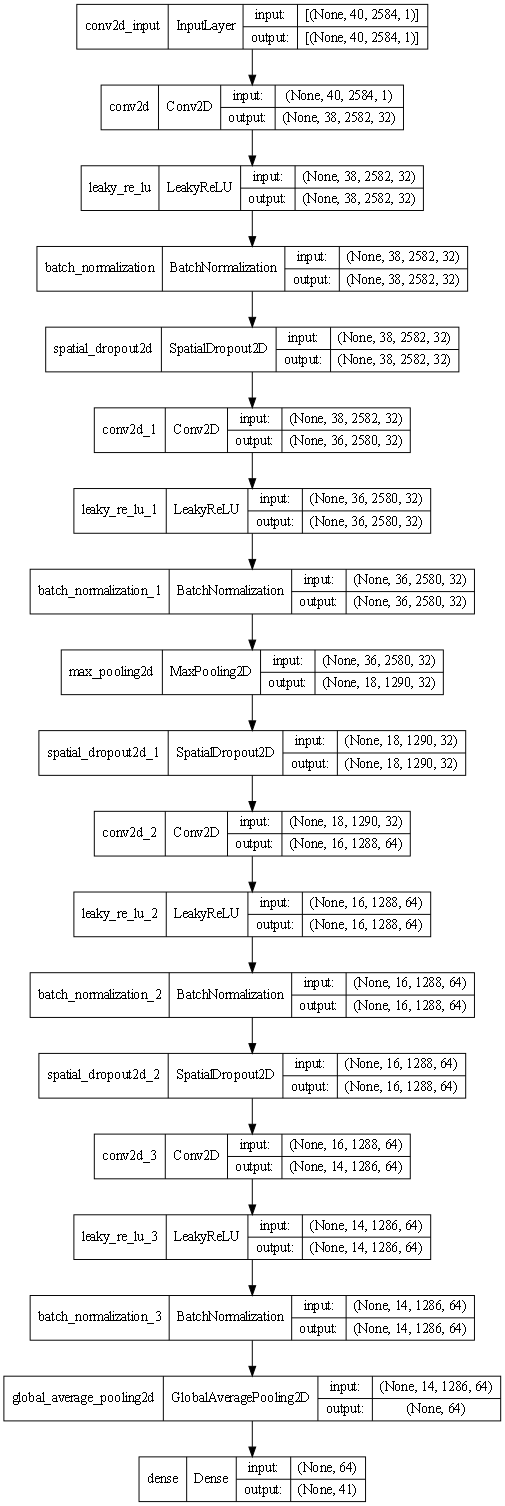 conv2d_input InputLayer input: [(None, 40, 2584, 1)]
output: [(None, 40, 2584, 1)]
conv2d Conv2D input: (None, 40, 2584, 1)
output: (None, 38, 2582, 32)
leaky_re_lu LeakyReLU input: (None, 38, 2582, 32)
output: (None, 38, 2582, 32)
batch_normalization BatchNormalization input: (None, 38, 2582, 32)
output: (None, 38, 2582, 32)
spatial_dropout2d SpatialDropout2D input: (None, 38, 2582, 32)
output: (None, 38, 2582, 32)
conv2d_1 Conv2D input: (None, 38, 2582, 32)
output: (None, 36, 2580, 32)
leaky_re_lu_1 LeakyReLU input: (None, 36, 2580, 32)
output: (None, 36, 2580, 32)
batch_normalization_1 BatchNormalization input: (None, 36, 2580, 32)
output: (None, 36, 2580, 32)
max_pooling2d MaxPooling2D input: (None, 36, 2580, 32)
output: (None, 18, 1290, 32)
spatial_dropout2d_1 SpatialDropout2D input: (None, 18, 1290, 32)
output: (None, 18, 1290, 32)
conv2d_2 Conv2D input: (None, 18, 1290, 32)
output: (None, 16, 1288, 64)
leaky_re_lu_2 LeakyReLU input: (None, 16, 1288, 64)
output: (None, 16, 1288, 64)
batch_normalization_2 BatchNormalization input: (None, 16, 1288, 64)
output: (None, 16, 1288, 64)
spatial_dropout2d_2 SpatialDropout2D input: (None, 16, 1288, 64)
output: (None, 16, 1288, 64)
conv2d_3 Conv2D input: (None, 16, 1288, 64)
output: (None, 14, 1286, 64)
leaky_re_lu_3 LeakyReLU input: (None, 14, 1286, 64)
output: (None, 14, 1286, 64)
batch_normalization_3 BatchNormalization input: (None, 14, 1286, 64)
output: (None, 14, 1286, 64)
global_average_pooling2d GlobalAveragePooling2D input: (None, 14, 1286, 64)
output: (None, 64)
dense Dense input: (None, 64)
output: (None, 41)